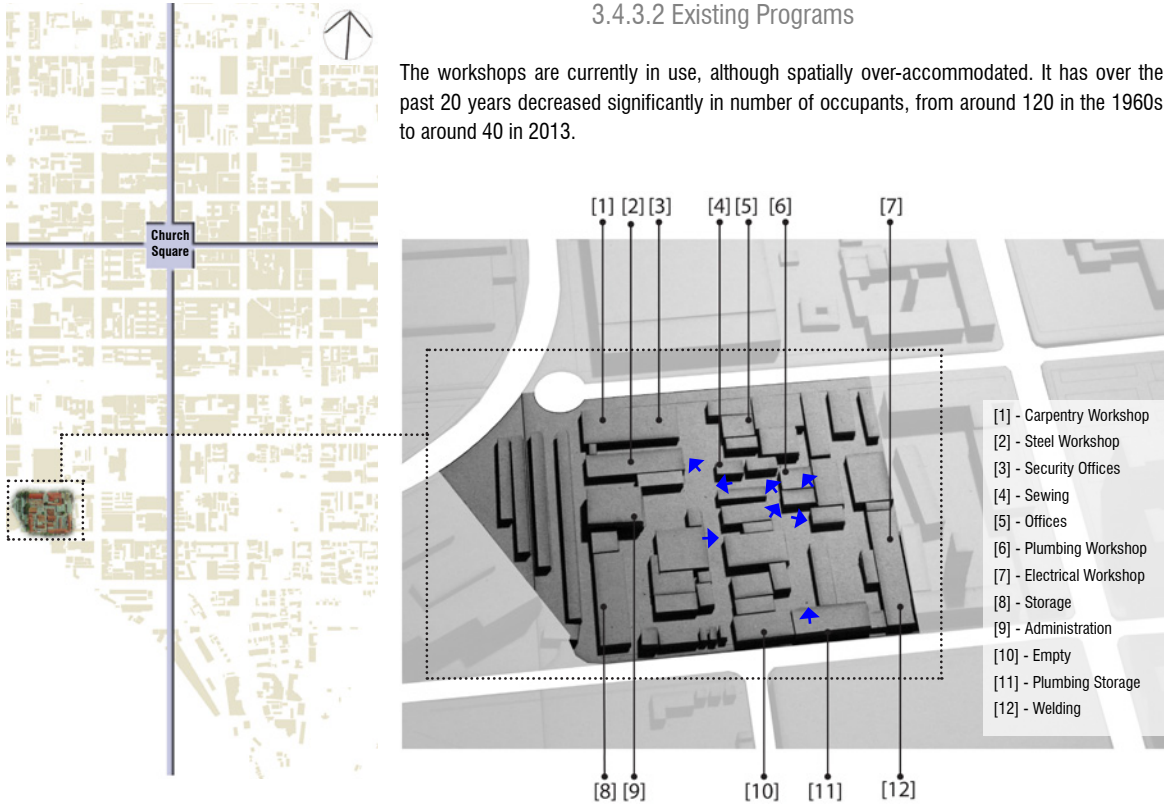 3.4.3.2 Existing Programs
The workshops are currently in use, although spatially over-accommodated. It has over the
past 20 years decreased significantly in number of occupants, from around 120 in the 1960s
to around 40 in 2013.
Church
Square
[1] [2] [3] [4] [5] [6] [7]
[1] - Carpentry Workshop
[2] - Steel Workshop
[3] - Security Offices
[4] - Sewing
[5] - Offices
[6] - Plumbing Workshop
[7] - Electrical Workshop
[8] - Storage
[9] - Administration
[10] - Empty
[11] - Plumbing Storage
[12] - Welding
[8] [9] [10] [11] [12]